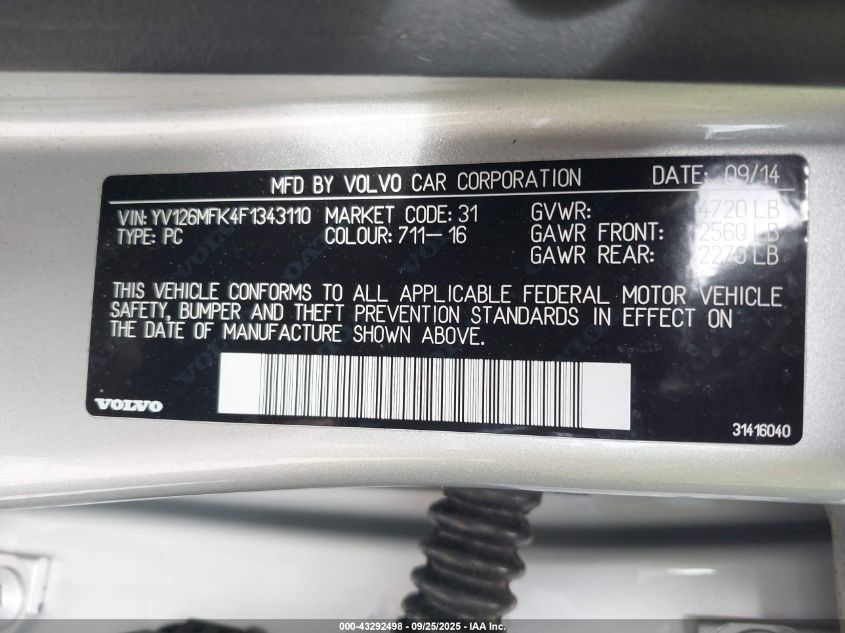 MFD BY VOLVO CAR CORPORATION DATE: 09/14
VIN: YV126MFK4F1343110 MARKET CODE: 31 GVWR: 4720 LB
TYPE: PC COLOUR: 711-16 GAWR FRONT: 2560 LB
GAWR REAR: 2270 LB
THIS VEHICLE CONFORMS TO ALL APPLICABLE FEDERAL MOTOR VEHICLE
SAFETY, BUMPER AND THEFT PREVENTION STANDARDS IN EFFECT ON
THE DATE OF MANUFACTURE SHOWN ABOVE.
VOLVO
31416040
000-43292498 - 09/25/2025 - IAA Inc.